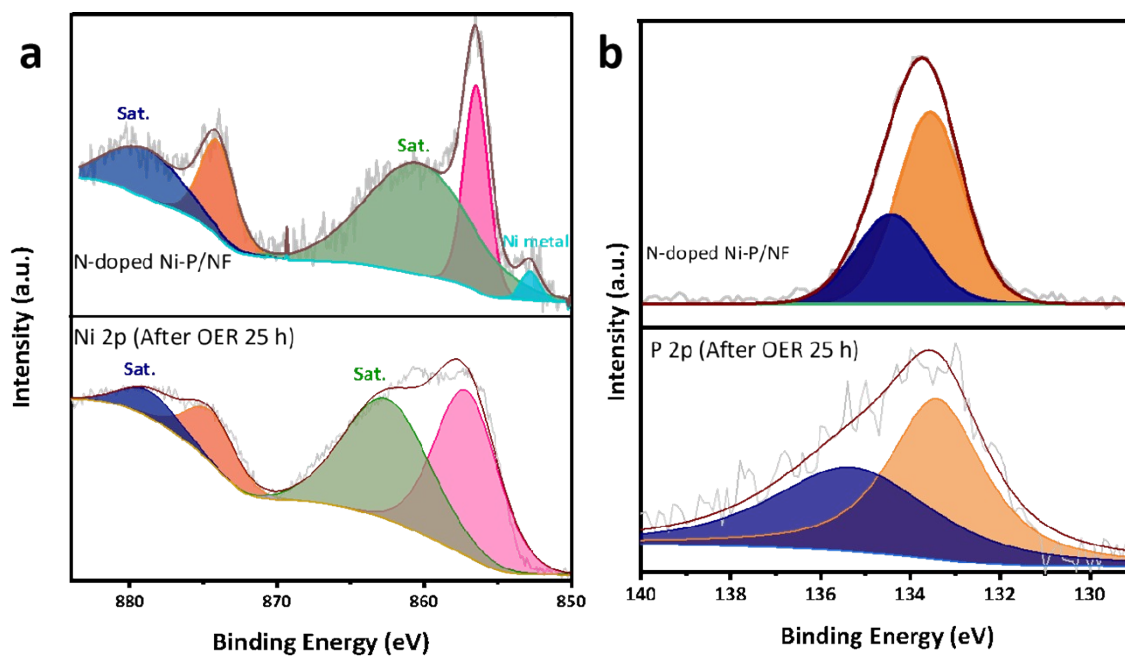 a
Sat.
Sat.
Ni metal
N-doped Ni-P/NF
Ni 2p (After OER 25 h)
Sat.
Sat.
Intensity (a.u.)
880
870
860
850
Binding Energy (eV)
b
N-doped Ni-P/NF
P 2p (After OER 25 h)
Intensity (a.u.)
140
138
136
134
132
130
Binding Energy (eV)